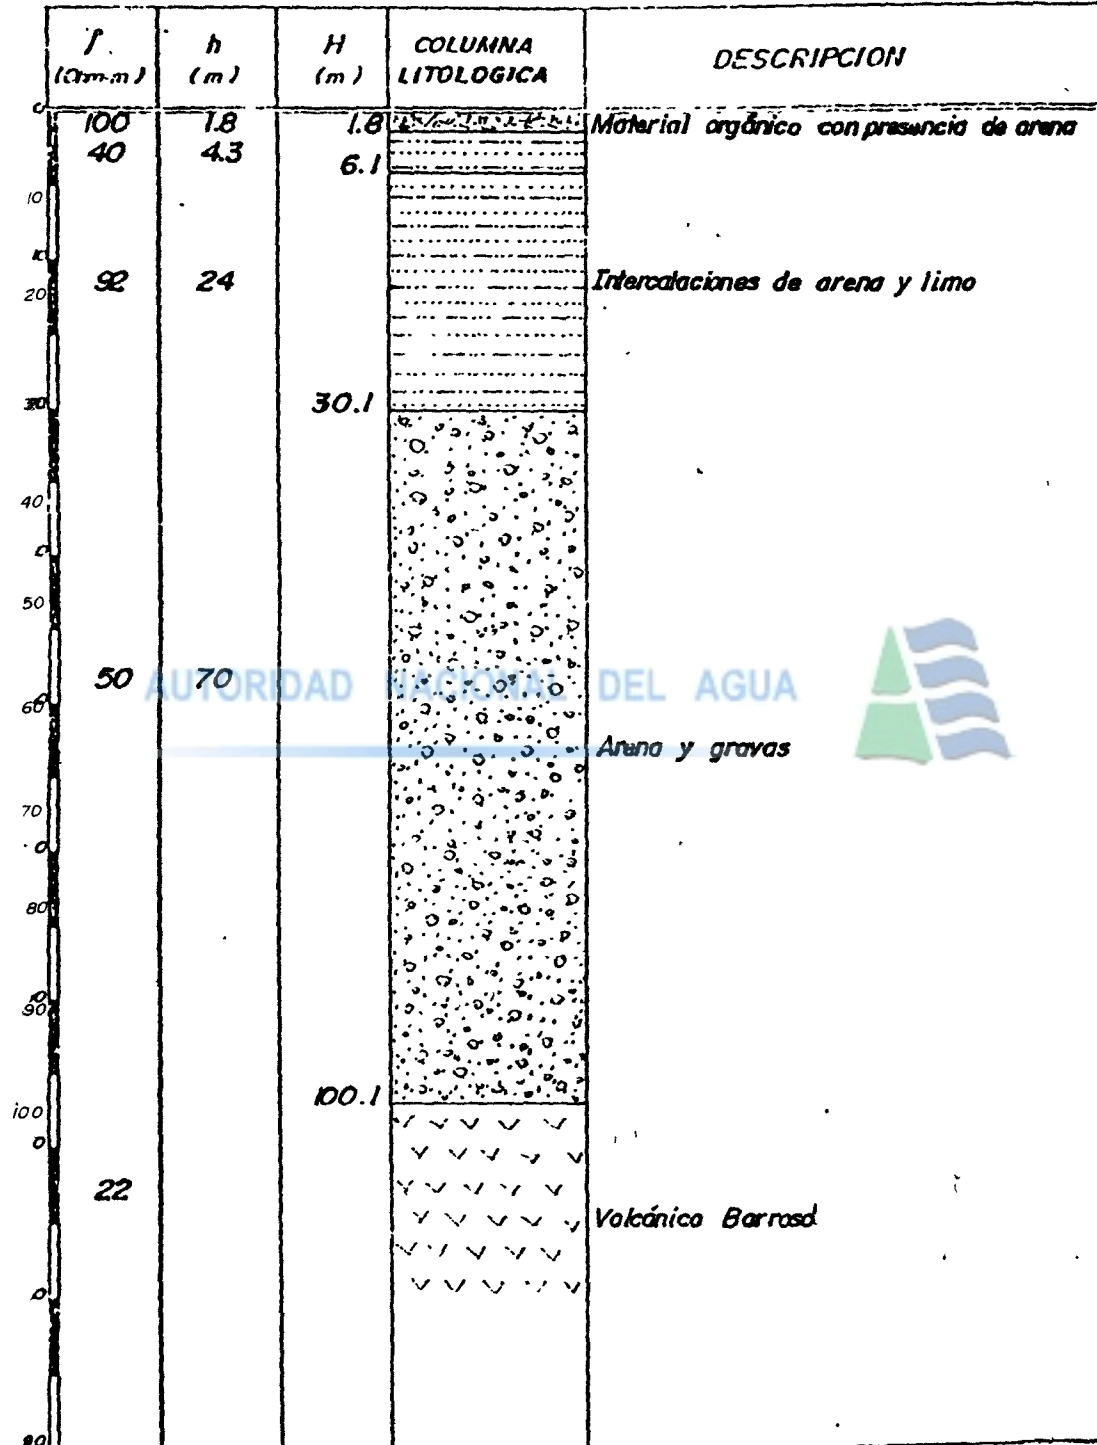 ρ h H COLUMNA DESCRIPCION
(Ohm-m) (m) (m) LITOLOGICA
0
100 1.8 1.8 Material orgánico con presencia de arena
40 4.3 6.1
10
92 24 Intercalaciones de arena y limo
20
30 30.1
40
50
50 70
AUTORIDAD NACIONAL DEL AGUA
60
Arena y gravas
70
80
90
100.1
100
22
Volcánico Barroso